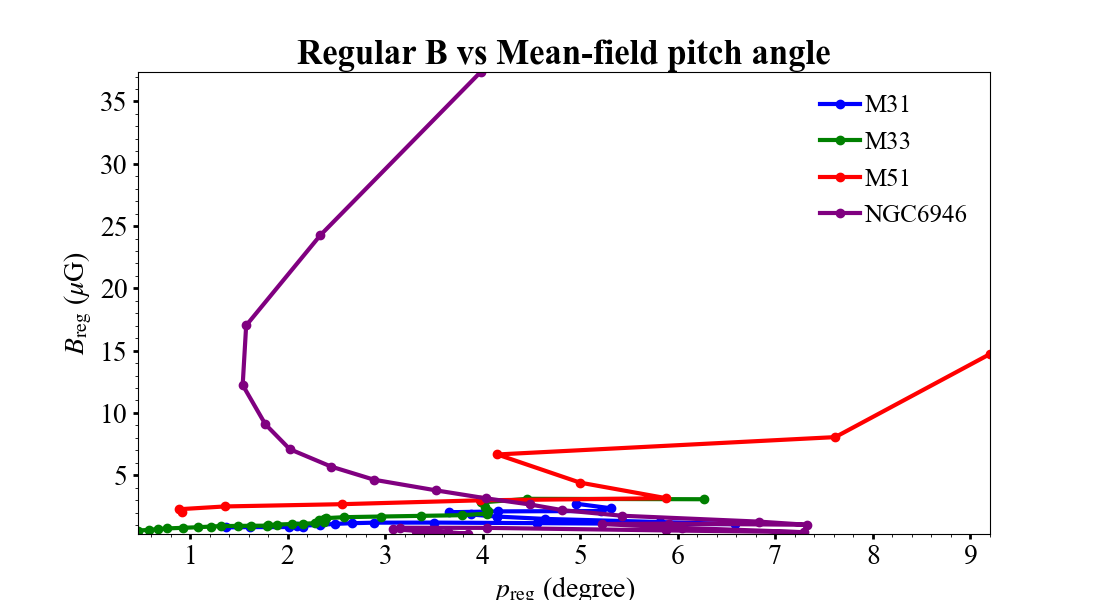 Regular B vs Mean-field pitch angle
M31
M33
M51
NGC6946
35
30
25
20
15
10
5
B_reg (μG)
1 2 3 4 5 6 7 8 9
p_reg (degree)